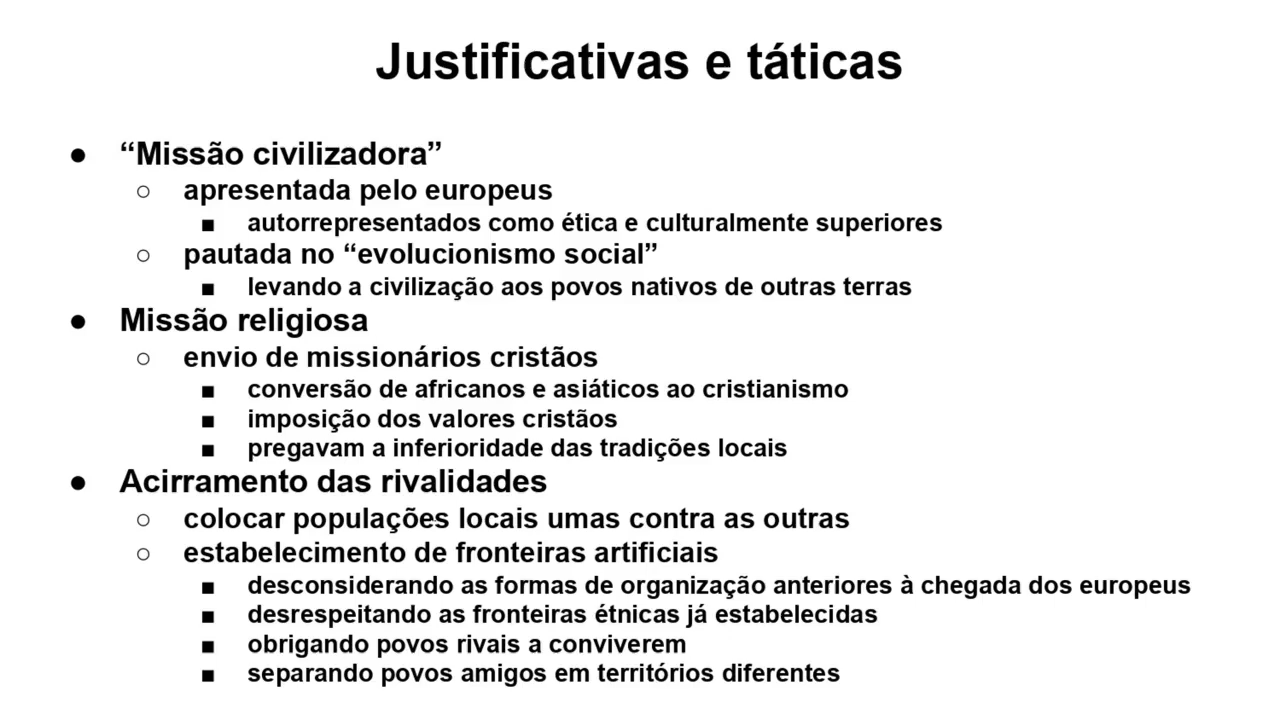 Justificativas e táticas
● “Missão civilizadora”
○ apresentada pelo europeus
■ autorrepresentados como ética e culturalmente superiores
○ pautada no “evolucionismo social”
■ levando a civilização aos povos nativos de outras terras
● Missão religiosa
○ envio de missionários cristãos
■ conversão de africanos e asiáticos ao cristianismo
■ imposição dos valores cristãos
■ pregavam a inferioridade das tradições locais
● Acirramento das rivalidades
○ colocar populações locais umas contra as outras
○ estabelecimento de fronteiras artificiais
■ desconsiderando as formas de organização anteriores à chegada dos europeus
■ desrespeitando as fronteiras étnicas já estabelecidas
■ obrigando povos rivais a conviverem
■ separando povos amigos em territórios diferentes